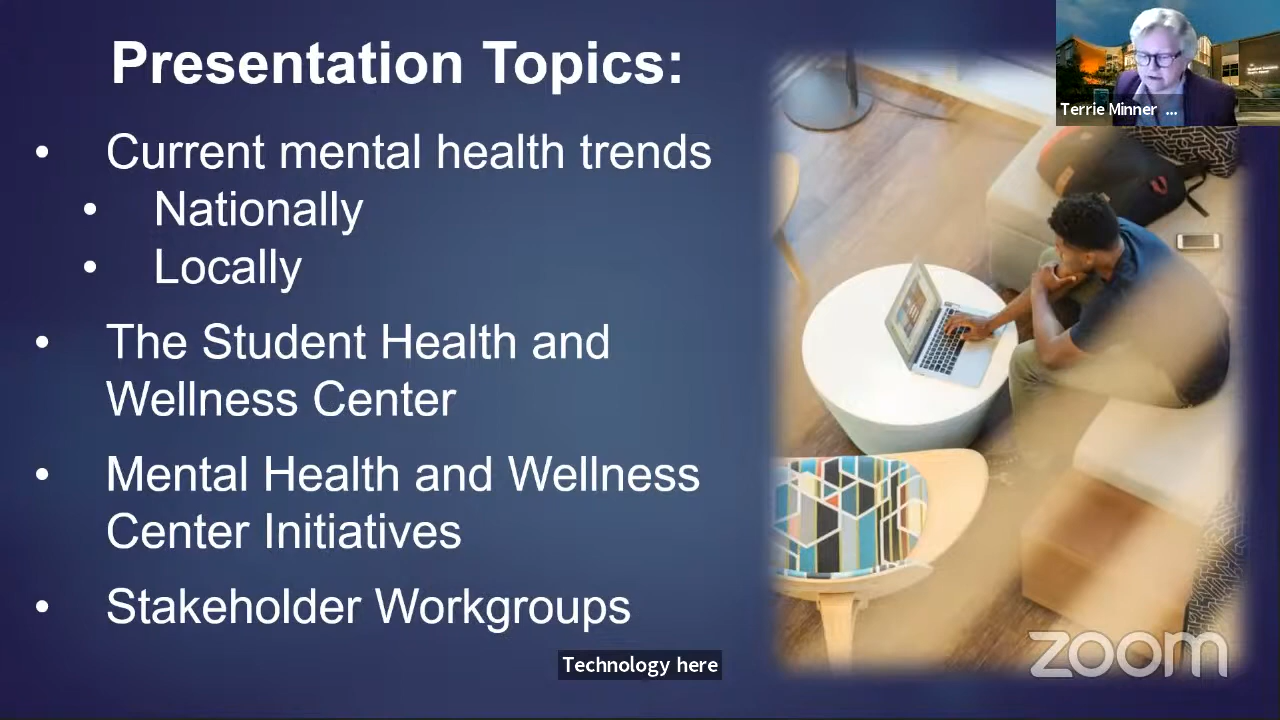 Presentation Topics:
• Current mental health trends
• Nationally
• Locally
• The Student Health and
Wellness Center
• Mental Health and Wellness
Center Initiatives
• Stakeholder Workgroups
Terrie Minner ...
Technology here
zoom